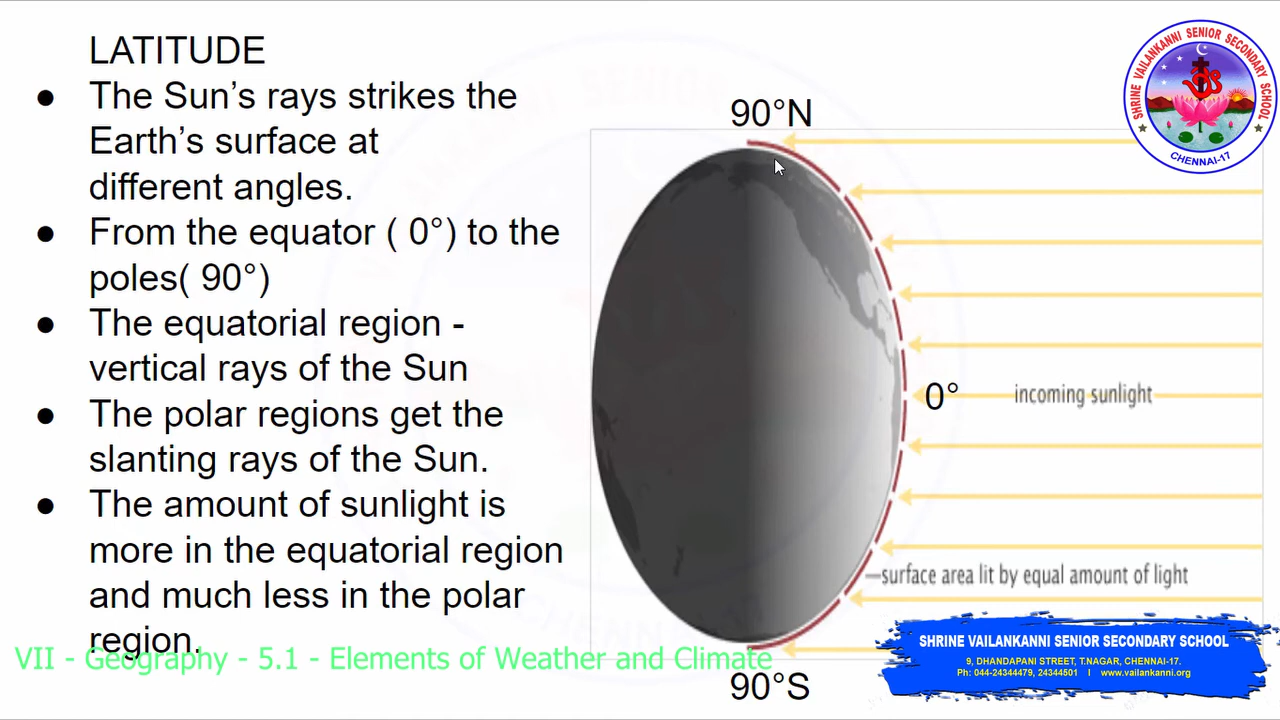 LATITUDE
● The Sun’s rays strikes the
Earth’s surface at
different angles.
● From the equator ( 0°) to the
poles( 90°)
● The equatorial region -
vertical rays of the Sun
● The polar regions get the
slanting rays of the Sun.
● The amount of sunlight is
more in the equatorial region
and much less in the polar
region.
90°N
0°
incoming sunlight
surface area lit by equal amount of light
90°S
SHRINE VAILANKANNI SENIOR SECONDARY SCHOOL
CHENNAI-17
VII - Geography - 5.1 - Elements of Weather and Climate
SHRINE VAILANKANNI SENIOR SECONDARY SCHOOL
9, DHANDAPANI STREET, T.NAGAR, CHENNAI-17.
Ph: 044-24344479, 24344501 I www.vailankanni.org